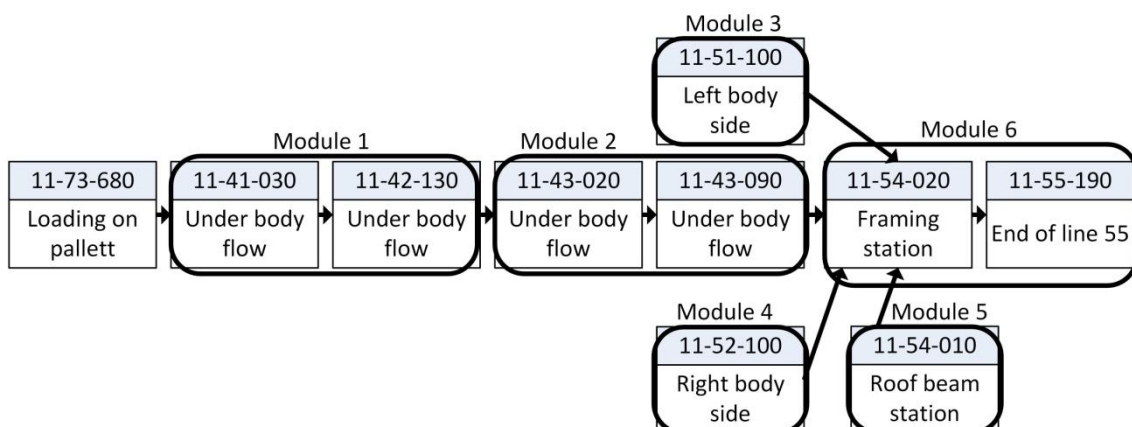 Module 3
11-51-100
Left body
side
Module 1
Module 2
Module 6
11-73-680
Loading on
pallett
11-41-030
Under body
flow
11-42-130
Under body
flow
11-43-020
Under body
flow
11-43-090
Under body
flow
11-54-020
Framing
station
11-55-190
End of line 55
Module 4
11-52-100
Right body
side
Module 5
11-54-010
Roof beam
station